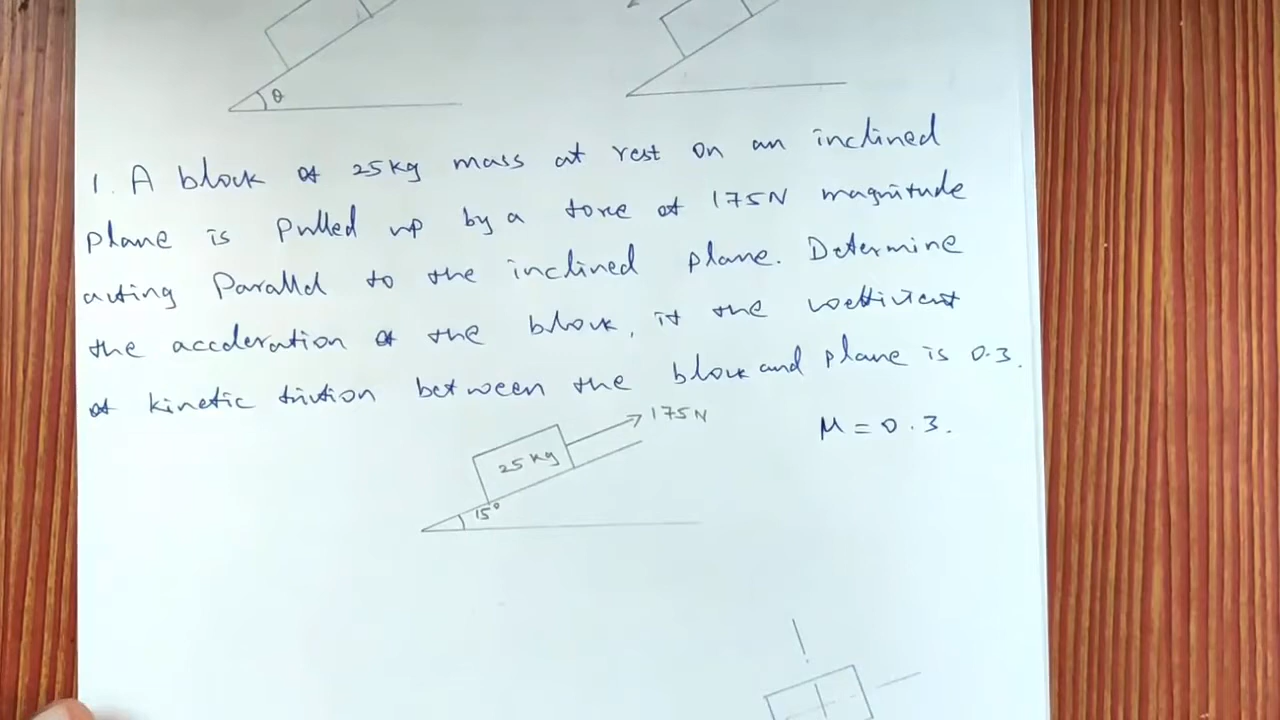 θ
1. A block of 25kg mass at rest on an inclined
plane is pulled up by a force of 175N magnitude
acting Parallel to the inclined plane. Determine
the acceleration of the block, if the coefficient
of kinetic friction between the block and plane is 0.3.
175N
μ = 0.3.
25 kg
15°